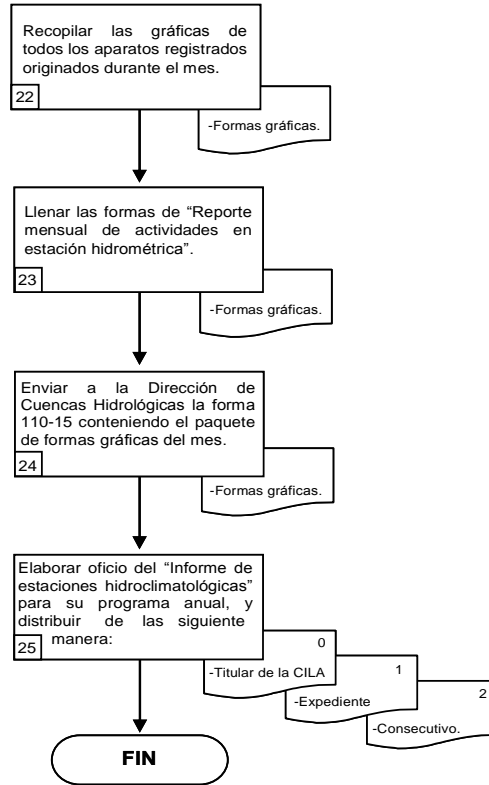 Recopilar las gráficas de
todos los aparatos registrados
originados durante el mes.
22
-Formas gráficas.
Llenar las formas de “Reporte
mensual de actividades en
estación hidrométrica”.
23
-Formas gráficas.
Enviar a la Dirección de
Cuencas Hidrológicas la forma
110-15 conteniendo el paquete
de formas gráficas del mes.
24
-Formas gráficas.
Elaborar oficio del “Informe de
estaciones hidroclimatológicas”
para su programa anual, y
distribuir de las siguiente
manera:
25
0
-Titular de la CILA
1
-Expediente
2
-Consecutivo.
FIN